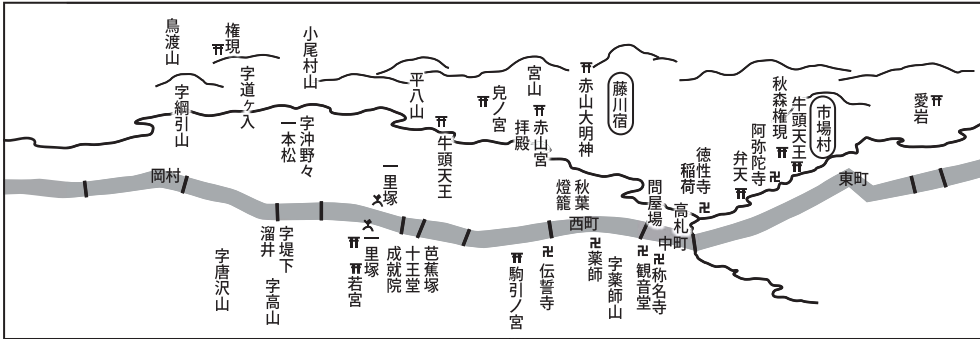 愛岩
市場村
牛頭天王
秋森権現
阿弥陀寺
弁天
東町
徳性寺
稲荷
高札
中町
問屋場
称名寺
観音堂
藤川宿
字薬師山
赤山大明神
秋葉
燈籠
西町
薬師
宮山
赤山宮
拝殿
伝誓寺
皃ノ宮
駒引ノ宮
平八山
牛頭天王
芭蕉塚
十王堂
成就院
一里塚
一里塚
若宮
小尾村山
字沖野々
一本松
字堤下
溜井
字高山
権現
字道ヶ入
字唐沢山
鳥渡山
字綱引山
岡村